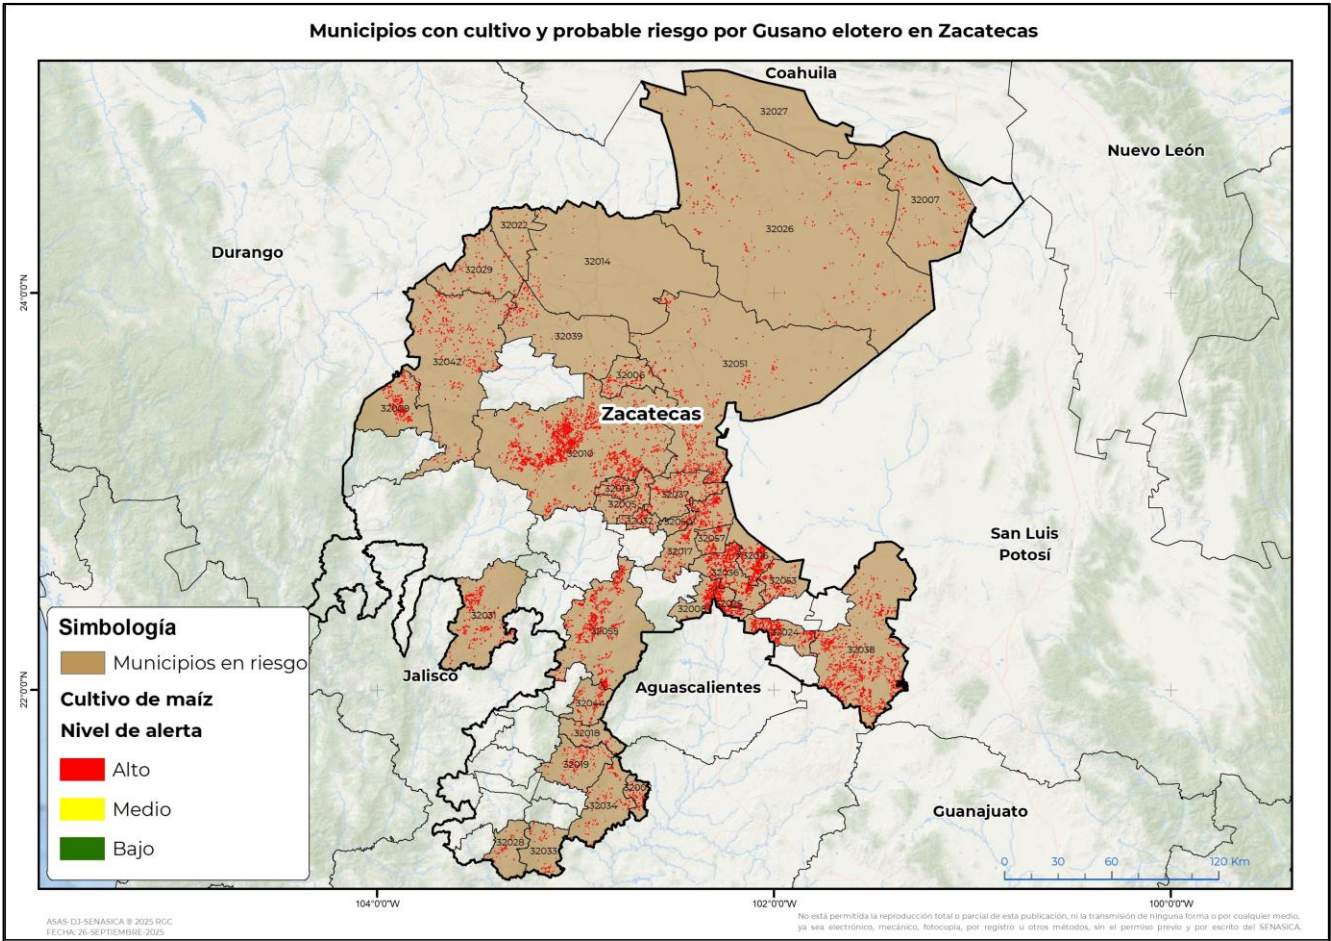 Municipios con cultivo y probable riesgo por Gusano elotero en Zacatecas
Coahuila
32027
Nuevo León
32007
32022
32026
Durango
32014
32029
24°0'0"N
32039
32051
32042
32006
32009
Zacatecas
32010
32013
32037
32005
32032
32057
San Luis
Potosí
32017
32036
32053
32031
32024
32055
32038
Jalisco
Aguascalientes
22°0'0"N
32044
32018
32019
32034
Guanajuato
32028
32033
Simbología
Municipios en riesgo
Cultivo de maíz
Nivel de alerta
Alto
Medio
Bajo
0 30 60 120 Km
104°0'0"W
102°0'0"W
100°0'0"W
ASAS-DJ-SENASICA ® 2025 RGC
FECHA: 26-SEPTIEMBRE-2025
No está permitida la reproducción total o parcial de esta publicación, ni la transmisión de ninguna forma o por cualquier medio,
ya sea electrónico, mecánico, fotocopia, por registro u otros métodos, sin el permiso previo y por escrito del SENASICA.